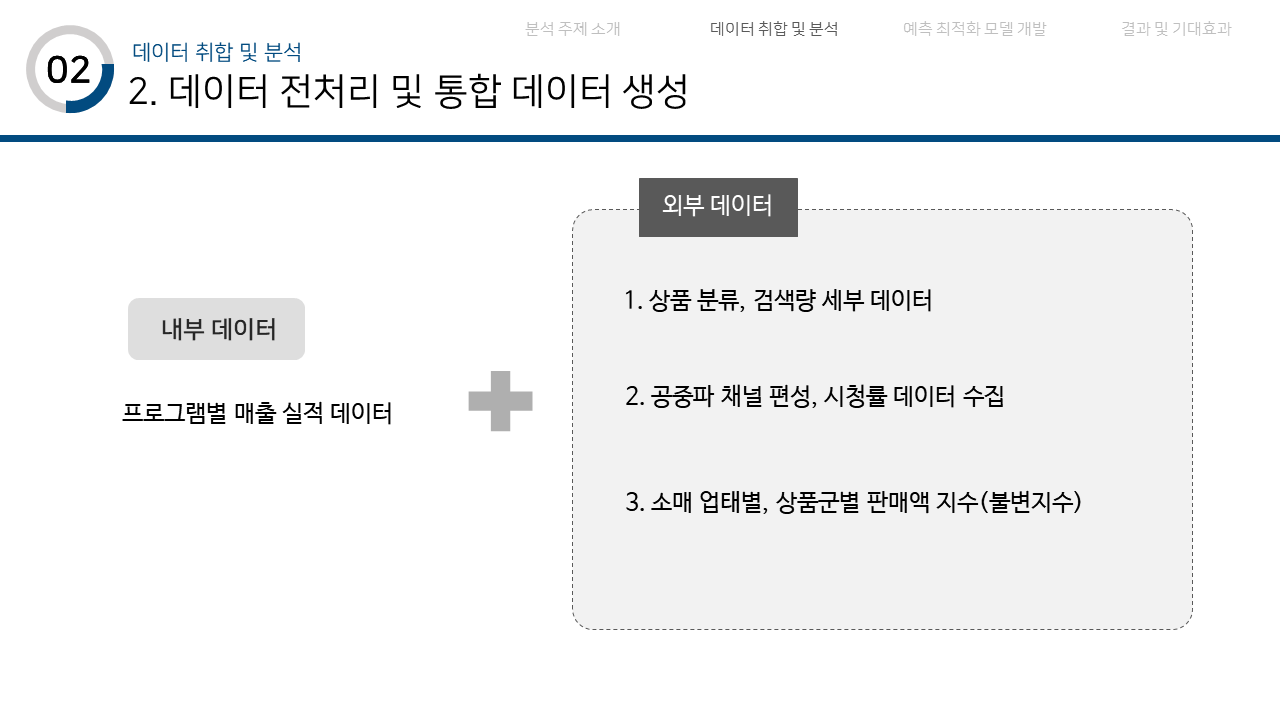 분석 주제 소개
데이터 취합 및 분석
예측 최적화 모델 개발
결과 및 기대효과
02
데이터 취합 및 분석
2. 데이터 전처리 및 통합 데이터 생성
내부 데이터
프로그램별 매출 실적 데이터
외부 데이터
1. 상품 분류, 검색량 세부 데이터
2. 공중파 채널 편성, 시청률 데이터 수집
3. 소매 업태별, 상품군별 판매액 지수(불변지수)